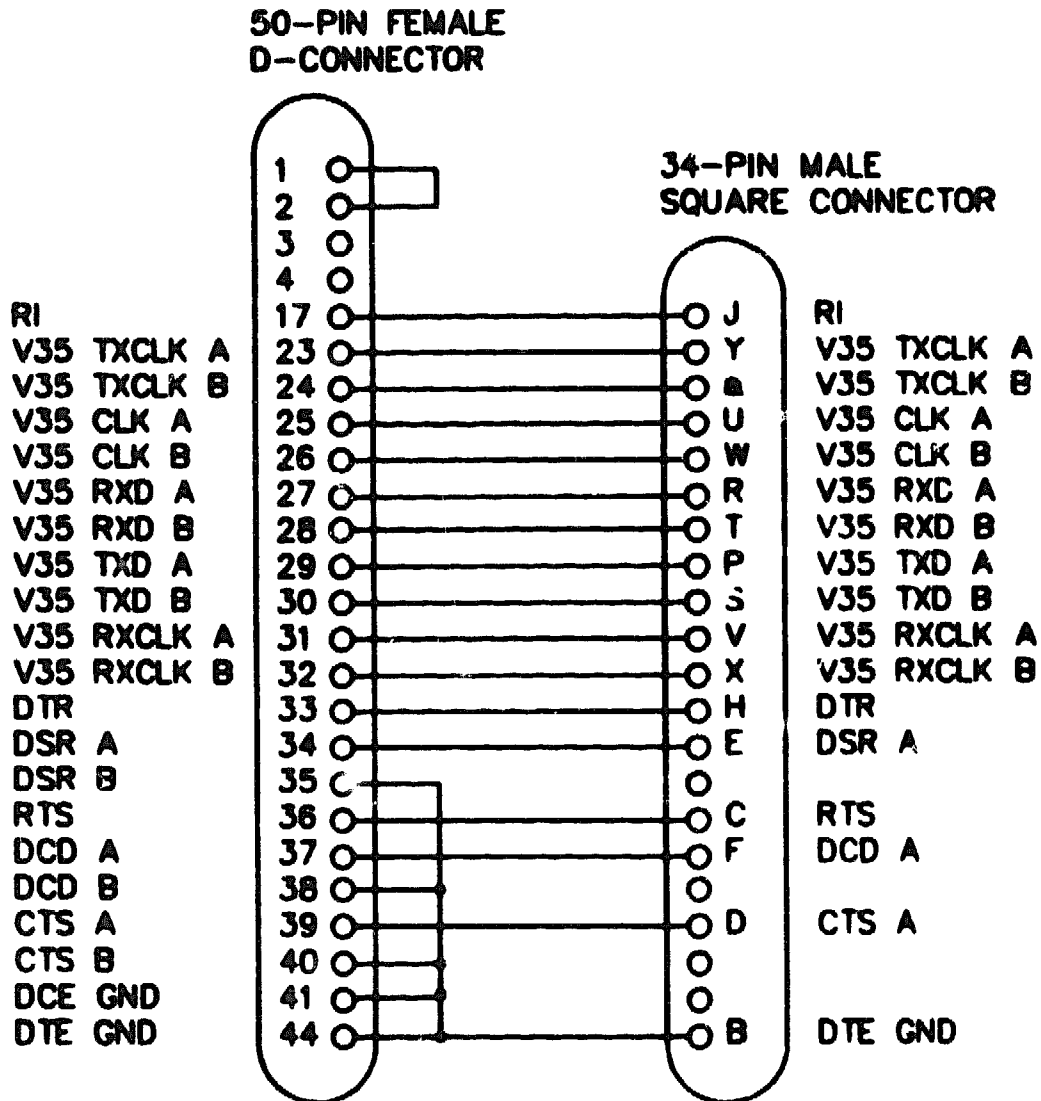 50-PIN FEMALE
D-CONNECTOR
34-PIN MALE
SQUARE CONNECTOR
1
2
3
4
RI 17 J RI
V35 TXCLK A 23 Y V35 TXCLK A
V35 TXCLK B 24 a V35 TXCLK B
V35 CLK A 25 U V35 CLK A
V35 CLK B 26 W V35 CLK B
V35 RXD A 27 R V35 RXD A
V35 RXD B 28 T V35 RXD B
V35 TXD A 29 P V35 TXD A
V35 TXD B 30 S V35 TXD B
V35 RXCLK A 31 V V35 RXCLK A
V35 RXCLK B 32 X V35 RXCLK B
DTR 33 H DTR
DSR A 34 E DSR A
DSR B 35
RTS 36 C RTS
DCD A 37 F DCD A
DCD B 38
CTS A 39 D CTS A
CTS B 40
DCE GND 41
DTE GND 44 B DTE GND